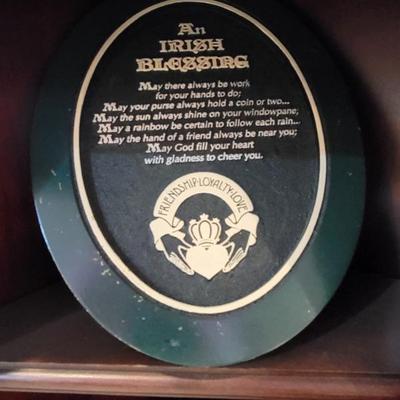 An
IRISH
BLESSING
May there always be work
for your hands to do;
May your purse always hold a coin or two...
May the sun always shine on your windowpane;
May a rainbow be certain to follow each rain...
May the hand of a friend always be near you;
May God fill your heart
with gladness to cheer you.
FRIENDSHIP·LOYALTY·LOVE